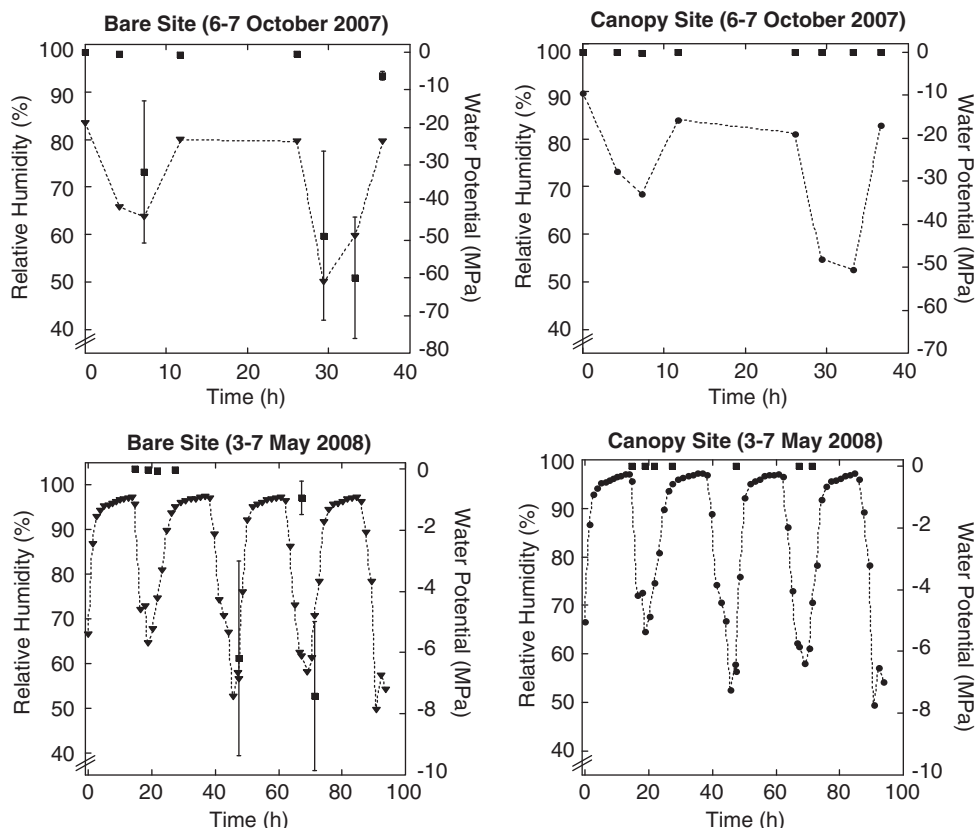 Bare Site (6-7 October 2007)
100
90
80
70
60
50
40
Relative Humidity (%)
0
-10
-20
-30
-40
-50
-60
-70
-80
Water Potential (MPa)
0 10 20 30 40
Time (h)
Canopy Site (6-7 October 2007)
100
90
80
70
60
50
40
Relative Humidity (%)
0
-10
-20
-30
-40
-50
-60
-70
Water Potential (MPa)
0 10 20 30 40
Time (h)
Bare Site (3-7 May 2008)
100
90
80
70
60
50
40
Relative Humidity (%)
0
-2
-4
-6
-8
-10
Water Potential (MPa)
0 20 40 60 80 100
Time (h)
Canopy Site (3-7 May 2008)
100
90
80
70
60
50
40
Relative Humidity (%)
0
-2
-4
-6
-8
-10
Water Potential (MPa)
0 20 40 60 80 100
Time (h)